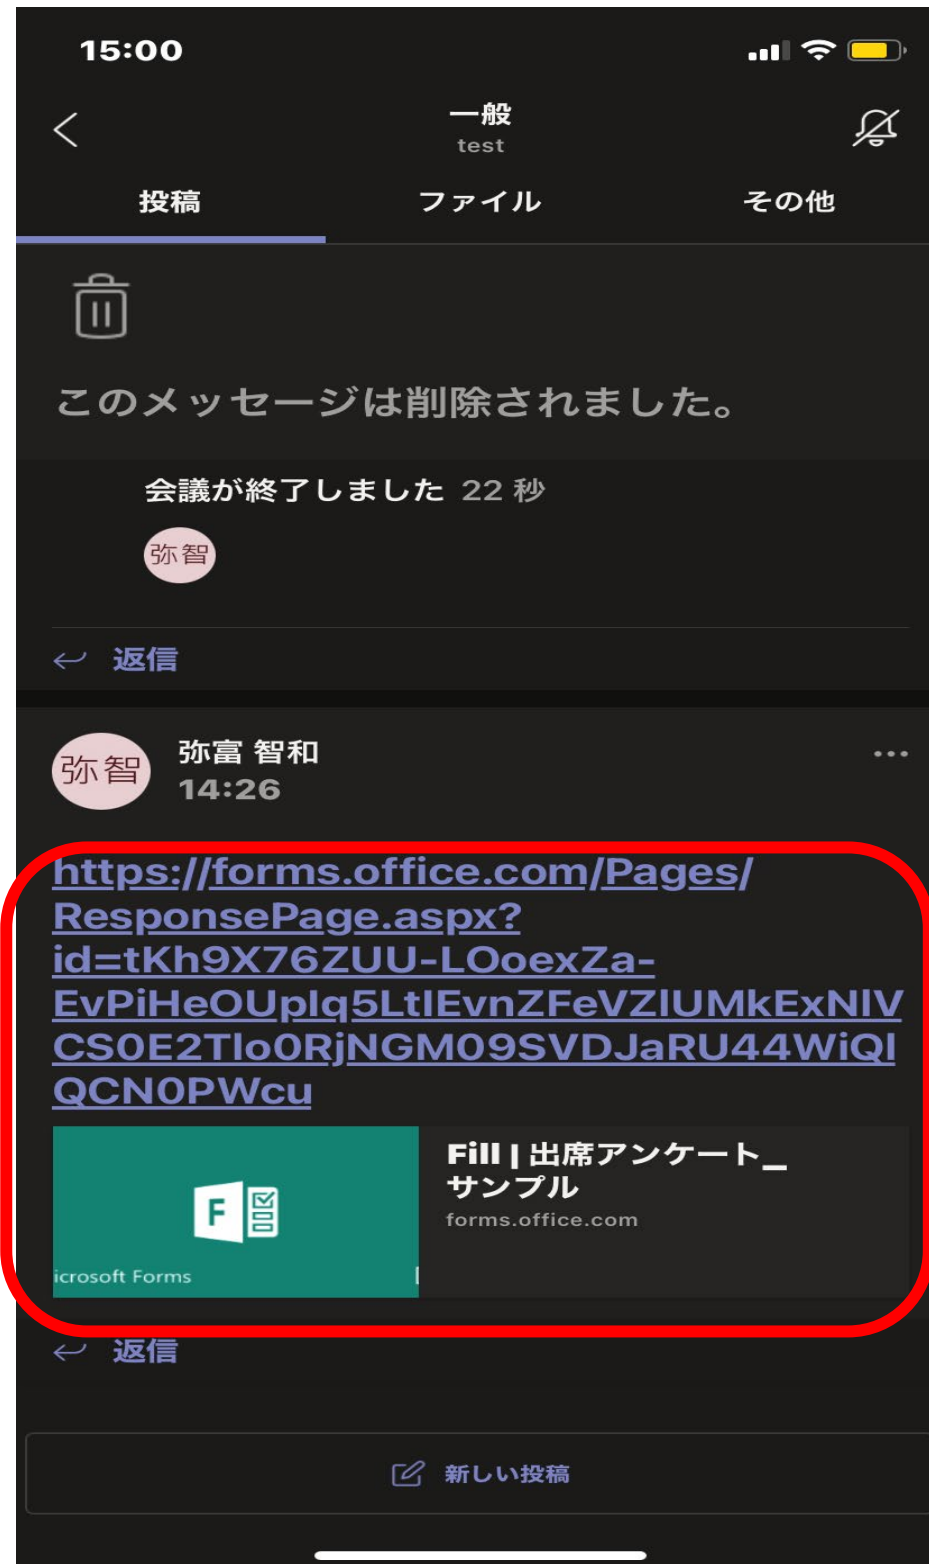 15:00
一般
test
投稿
ファイル
その他
このメッセージは削除されました。
会議が終了しました 22 秒
弥智
返信
弥智
弥富 智和
14:26
https://forms.office.com/Pages/
ResponsePage.aspx?
id=tKh9X76ZUU-LOoexZa-
EvPiHeOUpIq5LtIEvnZFeVZlUMkExNlV
CS0E2Tlo0RjNGM09SVDJaRU44WiQl
QCN0PWcu
Fill | 出席アンケート_
サンプル
forms.office.com
F
icrosoft Forms
返信
新しい投稿